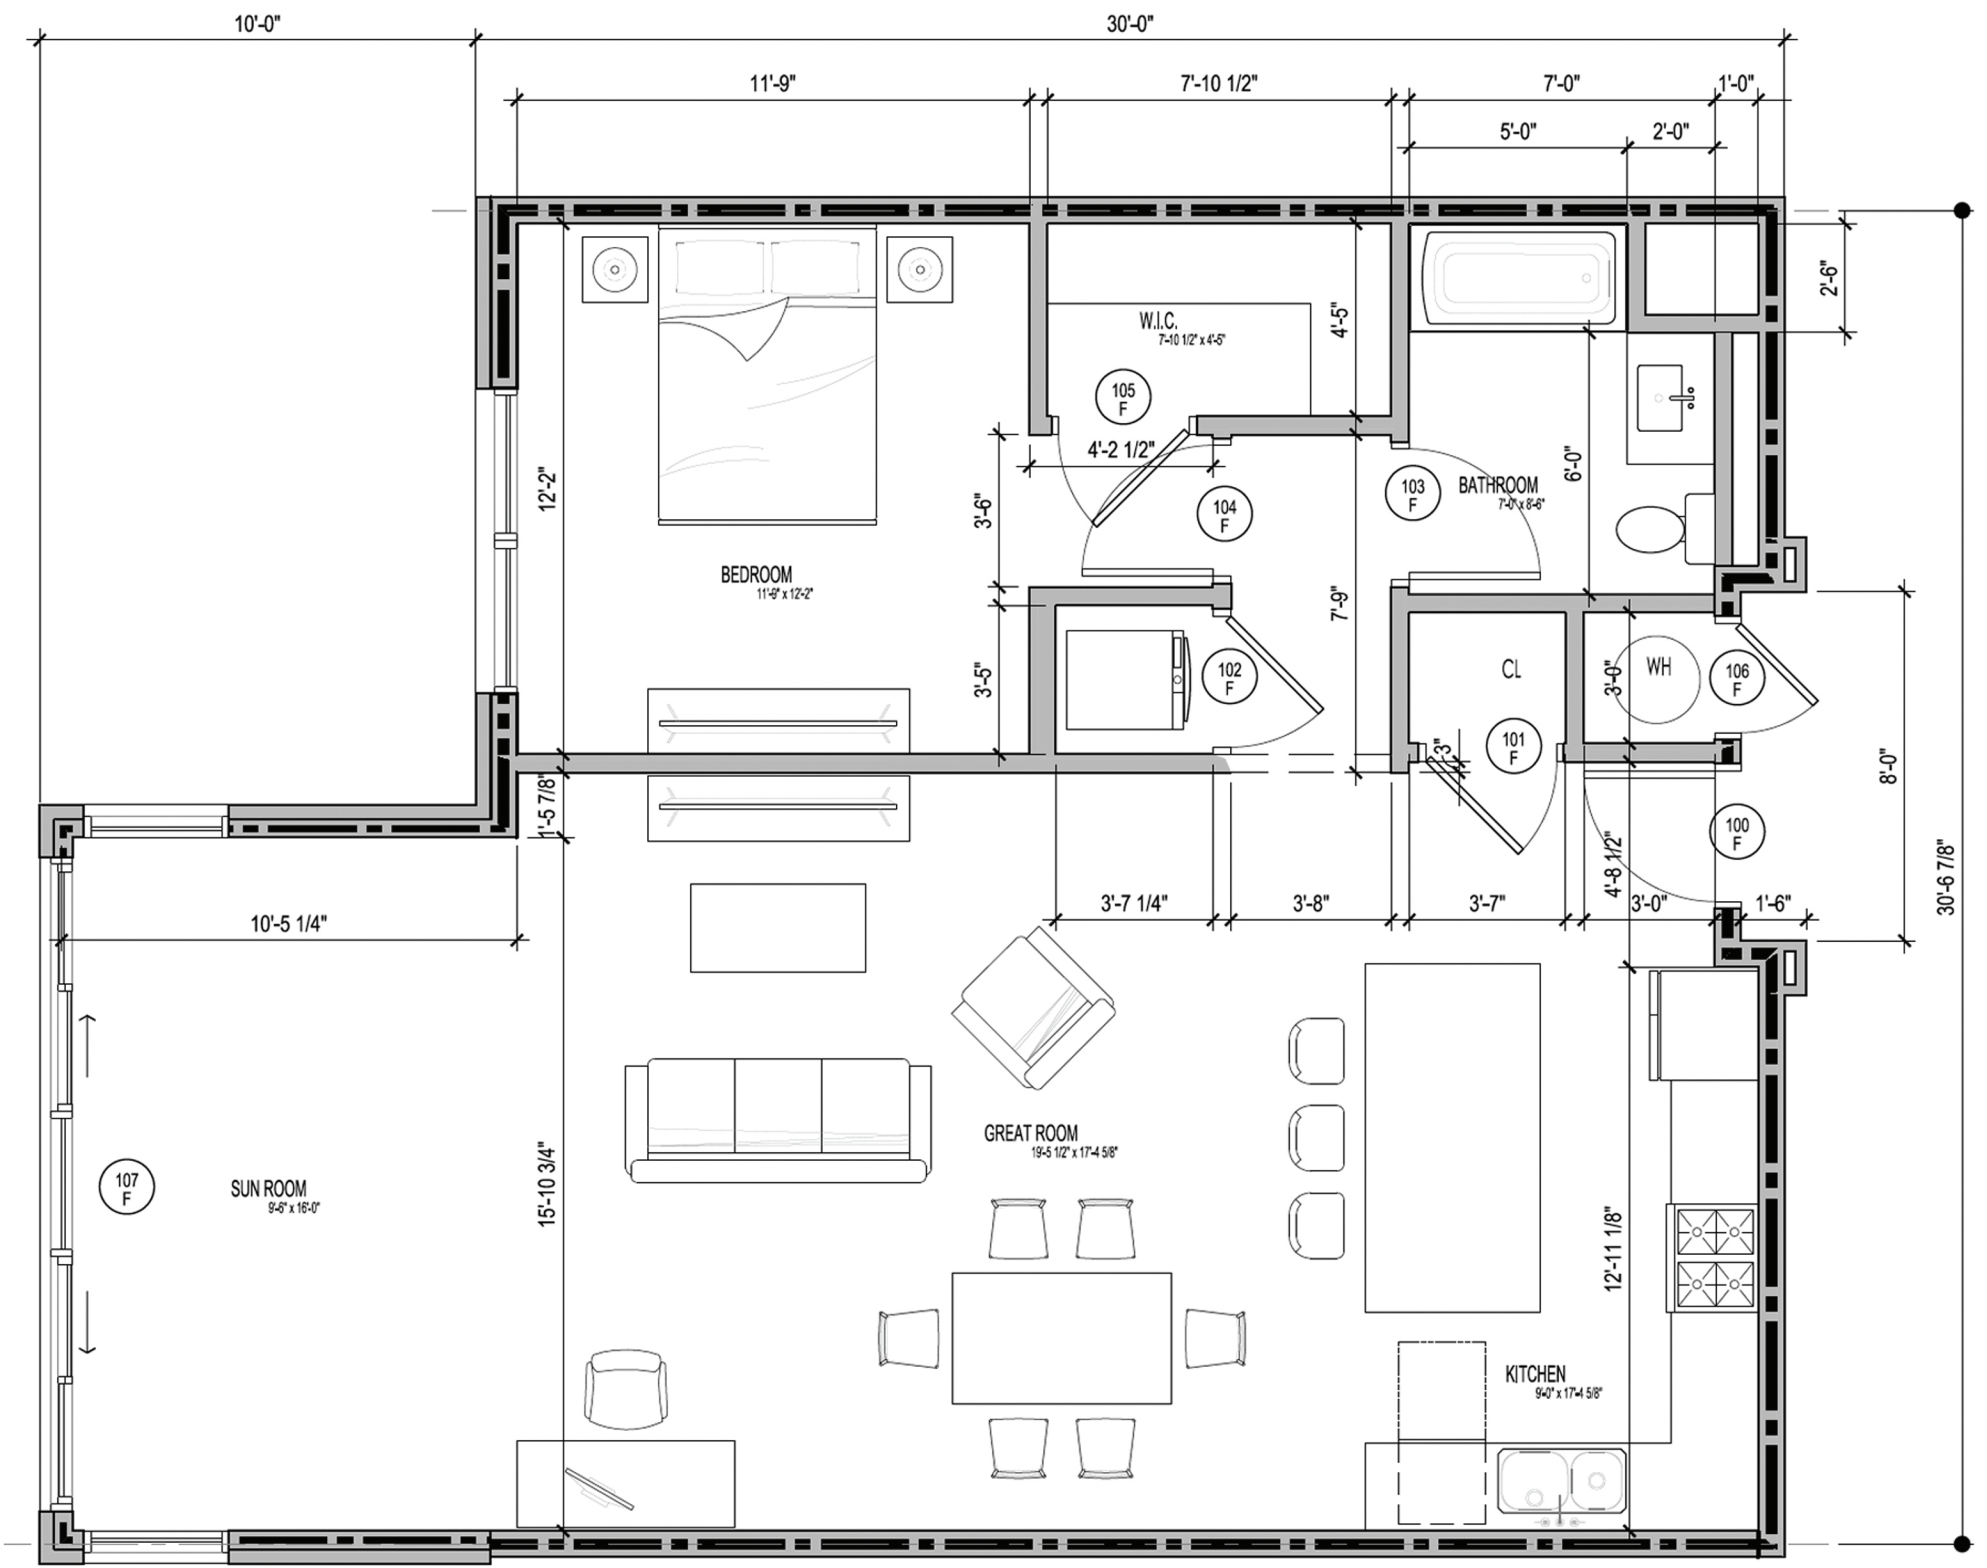 10'-0"
30'-0"
11'-9"
7'-10 1/2"
7'-0"
1'-0"
5'-0"
2'-0"
2'-6"
W.I.C.
7'-10 1/2" x 4'-5"
4'-5"
105
F
4'-2 1/2"
12'-2"
3'-6"
104
F
103
F
BATHROOM
7'-0" x 8'-6"
6'-0"
BEDROOM
11'-9" x 12'-2"
7'-9"
3'-5"
102
F
CL
3'-0"
WH
106
F
101
F
3"
8'-0"
1'-5 7/8"
100
F
4'-8 1/2"
30'-6 7/8"
10'-5 1/4"
3'-7 1/4"
3'-8"
3'-7"
3'-0"
1'-6"
GREAT ROOM
19'-5 1/2" x 17'-4 5/8"
107
F
SUN ROOM
9'-6" x 16'-0"
15'-10 3/4"
12'-11 1/8"
KITCHEN
9'-0" x 17'-4 5/8"